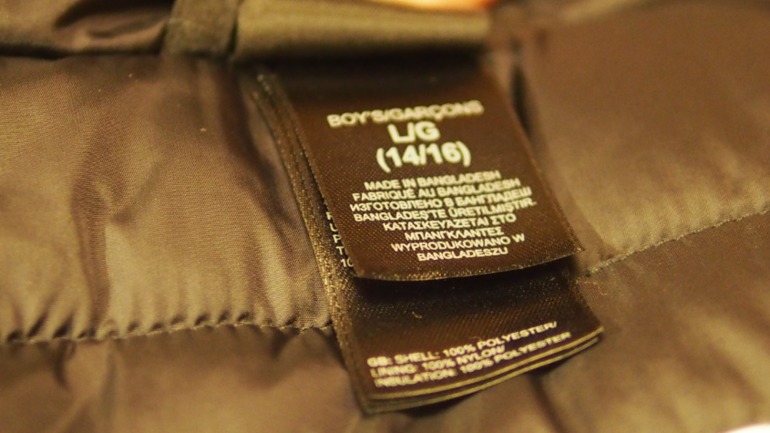 BOY'S/GARÇONS
L/G
(14/16)
MADE IN BANGLADESH
FABRIQUÉ AU BANGLADESH
ИЗГОТОВЛЕНО В БАНГЛАДЕШ
BANGLADEŞ'TE ÜRETİLMİŞTİR.
ΚΑΤΑΣΚΕΥΑΖΕΤΑΙ ΣΤΟ
ΜΠΑΝΓΚΛΑΝΤΕΣ
WYPRODUKOWANO W
BANGLADESZU
GB: SHELL: 100% POLYESTER/
LINING: 100% NYLON/
INSULATION: 100% POLYESTER